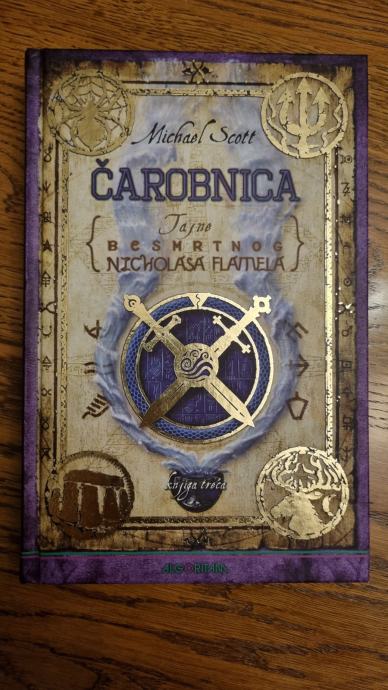 Michael Scott
ČAROBNICA
Tajne
BESMRTNOG
NICHOLASA FLAMELA
knjiga treća
ALGORITAM